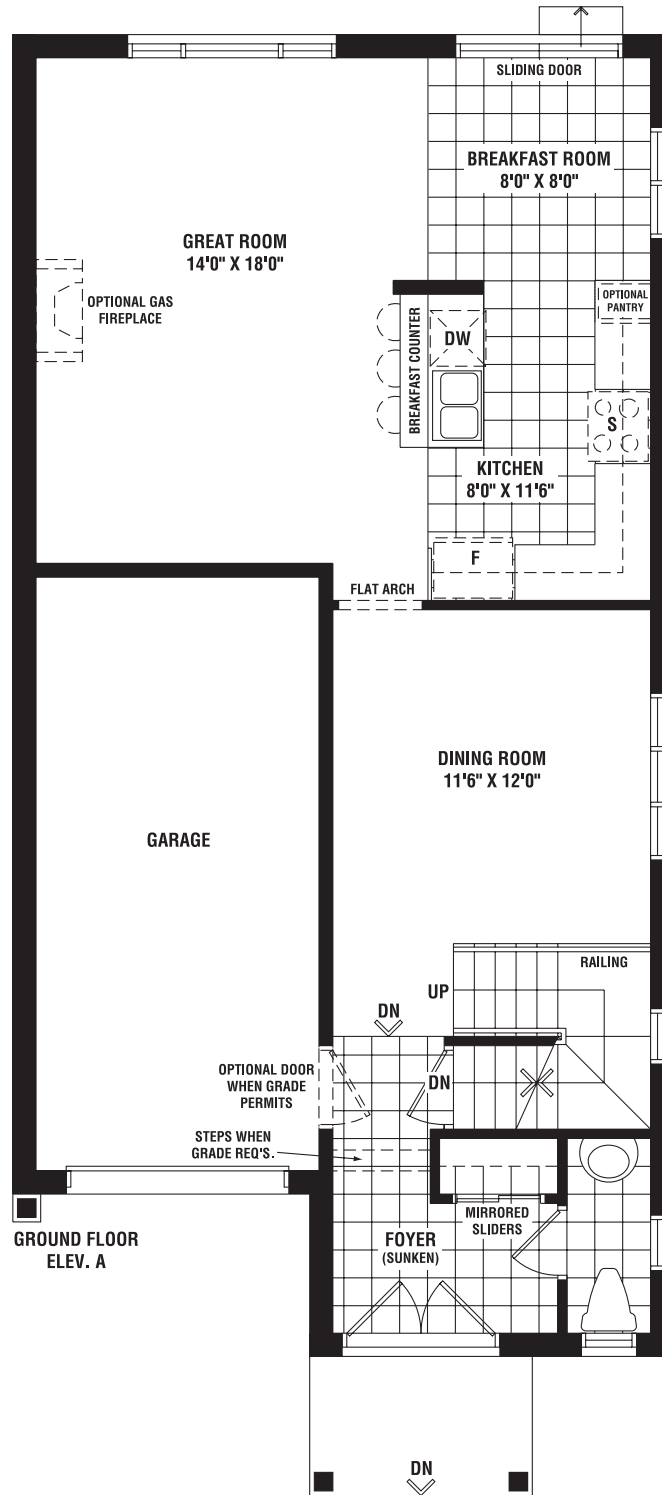 SLIDING DOOR
BREAKFAST ROOM
8'0" X 8'0"
GREAT ROOM
14'0" X 18'0"
OPTIONAL GAS
FIREPLACE
OPTIONAL
PANTRY
BREAKFAST COUNTER
DW
S
KITCHEN
8'0" X 11'6"
F
FLAT ARCH
DINING ROOM
11'6" X 12'0"
GARAGE
RAILING
UP
DN
OPTIONAL DOOR
WHEN GRADE
PERMITS
DN
STEPS WHEN
GRADE REQ'S.
MIRRORED
SLIDERS
FOYER
(SUNKEN)
GROUND FLOOR
ELEV. A
DN